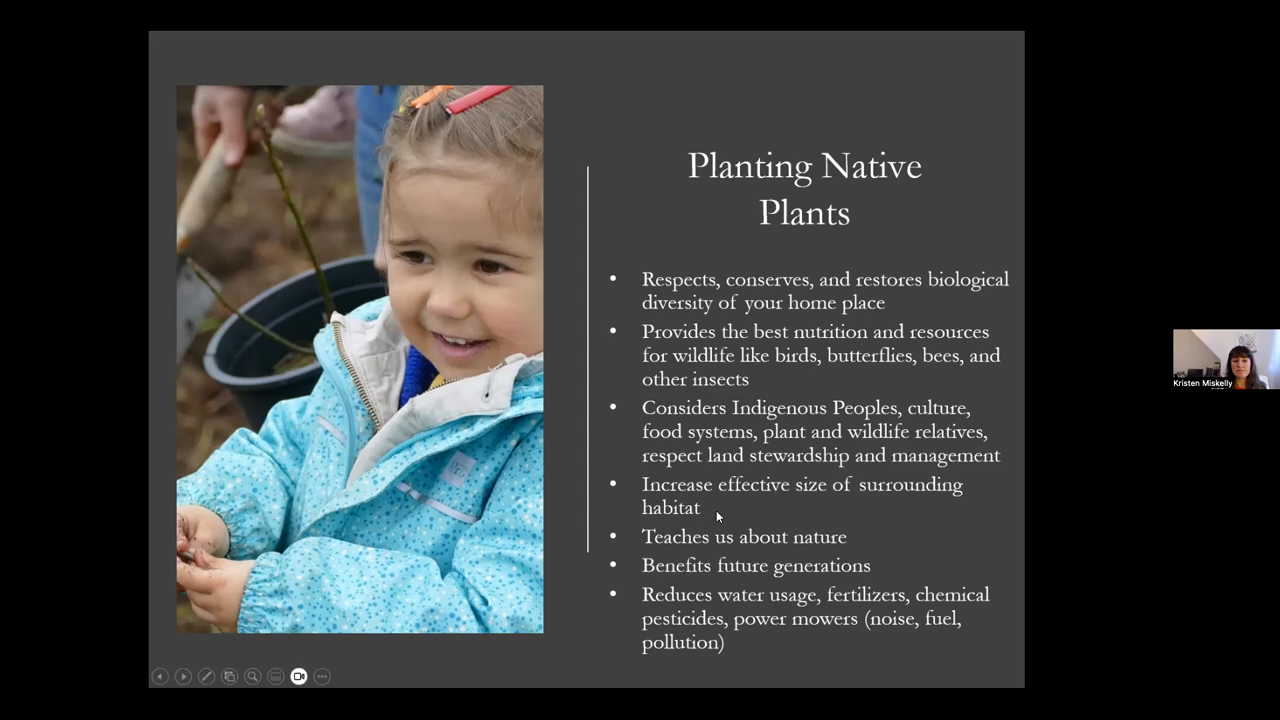 Planting Native
Plants
• Respects, conserves, and restores biological
diversity of your home place
• Provides the best nutrition and resources
for wildlife like birds, butterflies, bees, and
other insects
• Considers Indigenous Peoples, culture,
food systems, plant and wildlife relatives,
respect land stewardship and management
• Increase effective size of surrounding
habitat
• Teaches us about nature
• Benefits future generations
• Reduces water usage, fertilizers, chemical
pesticides, power mowers (noise, fuel,
pollution)
Kristen Miskelly